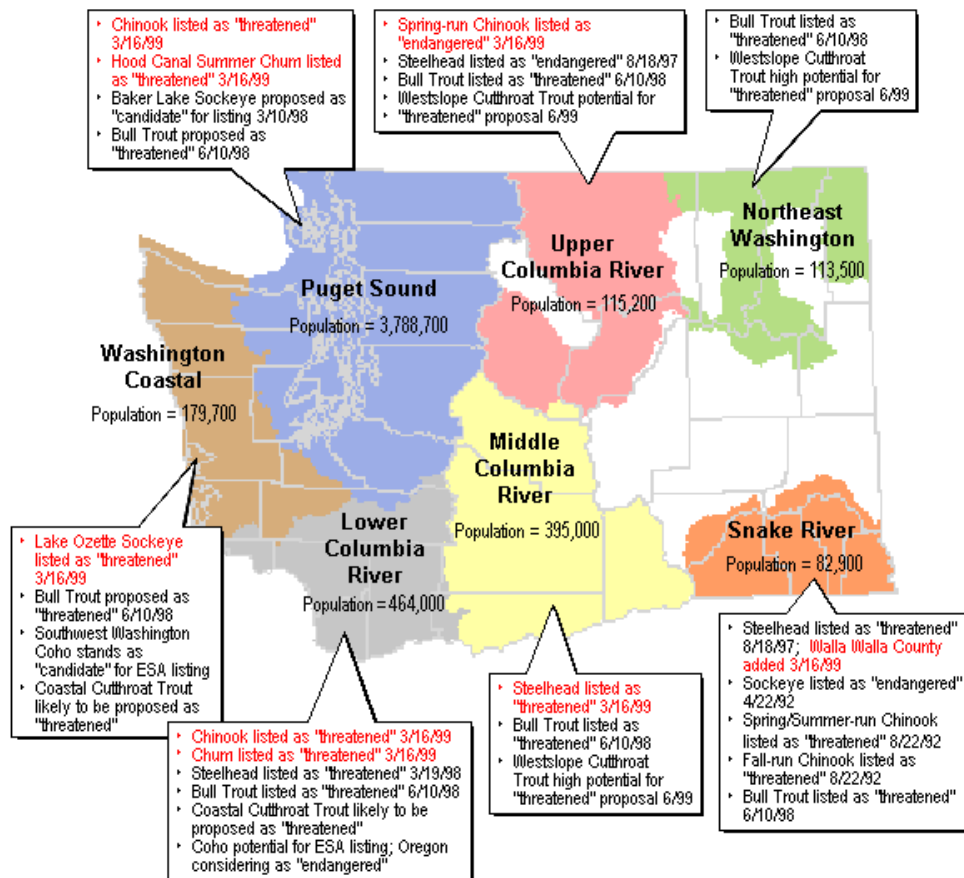 ‣ Chinook listed as "threatened"
3/16/99
‣ Hood Canal Summer Chum listed
as "threatened" 3/16/99
‣ Baker Lake Sockeye proposed as
"candidate" for listing 3/10/98
‣ Bull Trout proposed as
"threatened" 6/10/98
‣ Spring-run Chinook listed as
"endangered" 3/16/99
‣ Steelhead listed as "endangered" 8/18/97
‣ Bull Trout listed as "threatened" 6/10/98
‣ Westslope Cutthroat Trout potential for
‣ "threatened" proposal 6/99
‣ Bull Trout listed as
"threatened" 6/10/98
‣ Westslope Cutthroat
Trout high potential for
"threatened" proposal 6/99
Northeast
Washington
Population = 113,500
Upper
Columbia River
Population = 115,200
Puget Sound
Population = 3,788,700
Washington
Coastal
Population = 179,700
Middle
Columbia
River
Population = 395,000
Lower
Columbia
River
Population = 464,000
Snake River
Population = 82,900
‣ Lake Ozette Sockeye
listed as "threatened"
3/16/99
‣ Bull Trout proposed as
"threatened" 6/10/98
‣ Southwest Washington
Coho stands as
"candidate" for ESA listing
‣ Coastal Cutthroat Trout
likely to be proposed as
"threatened"
‣ Chinook listed as "threatened" 3/16/99
‣ Chum listed as "threatened" 3/16/99
‣ Steelhead listed as "threatened" 3/19/98
‣ Bull Trout listed as "threatened" 6/10/98
‣ Coastal Cutthroat Trout likely to be
proposed as "threatened"
‣ Coho potential for ESA listing; Oregon
considering as "endangered"
‣ Steelhead listed as
"threatened" 3/16/99
‣ Bull Trout listed as
"threatened" 6/10/98
‣ Westslope Cutthroat
Trout high potential for
"threatened" proposal 6/99
‣ Steelhead listed as "threatened"
8/18/97; Walla Walla County
added 3/16/99
‣ Sockeye listed as "endangered"
4/22/92
‣ Spring/Summer-run Chinook
listed as "threatened" 8/22/92
‣ Fall-run Chinook listed as
"threatened" 8/22/92
‣ Bull Trout listed as "threatened"
6/10/98